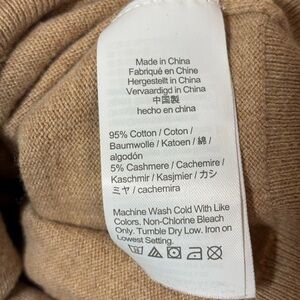 Made in China
Fabriqué en Chine
Hergestellt in China
Vervaardigd in China
中国製
hecho en china
95% Cotton / Coton /
Baumwolle / Katoen / 綿 /
algodón
5% Cashmere / Cachemire /
Kaschmir / Kasjmier / カシ
ミヤ / cachemira
Machine Wash Cold With Like
Colors. Non-Chlorine Bleach
Only. Tumble Dry Low. Iron on
Lowest Setting.